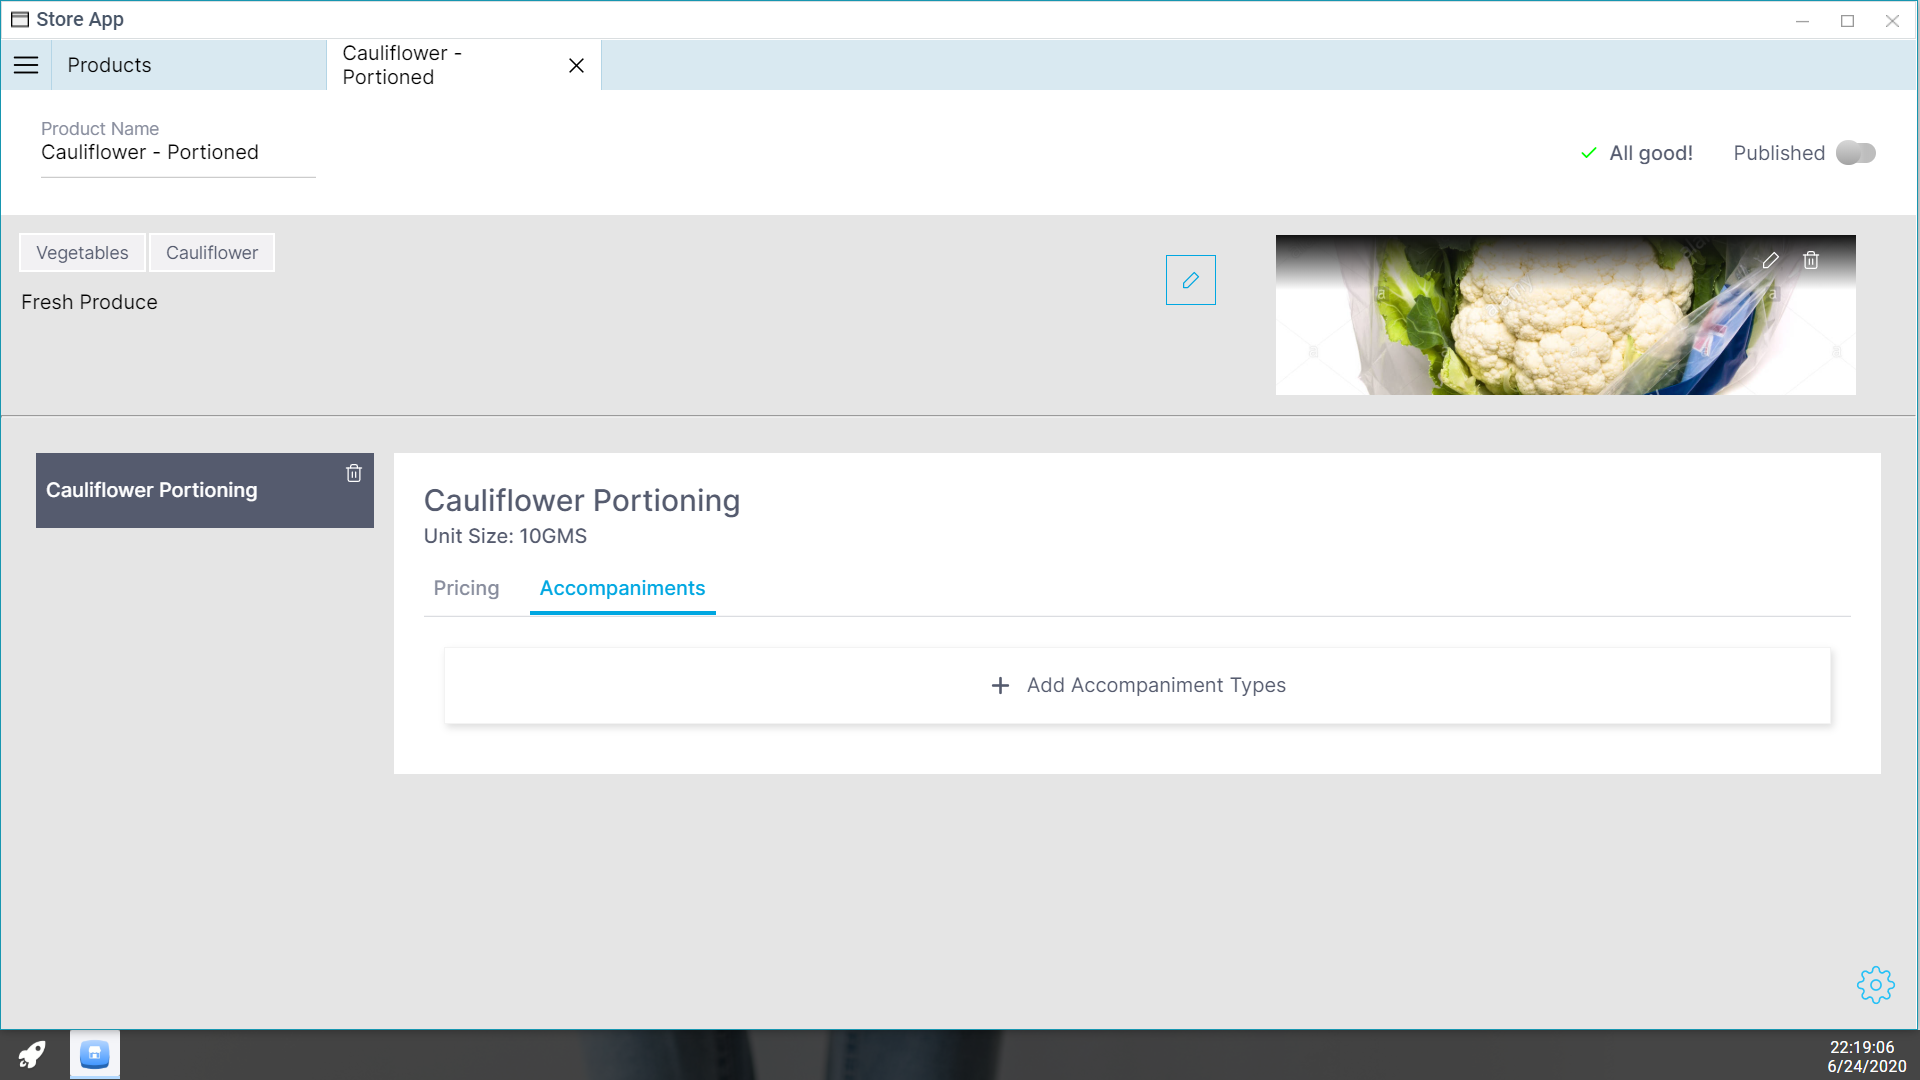 Store App
Products
Cauliflower -
Portioned
Product Name
Cauliflower - Portioned
All good!
Published
Vegetables
Cauliflower
Fresh Produce
a
a
a
a
Cauliflower Portioning
Cauliflower Portioning
Unit Size: 10GMS
Pricing
Accompaniments
Add Accompaniment Types
22:19:06
6/24/2020